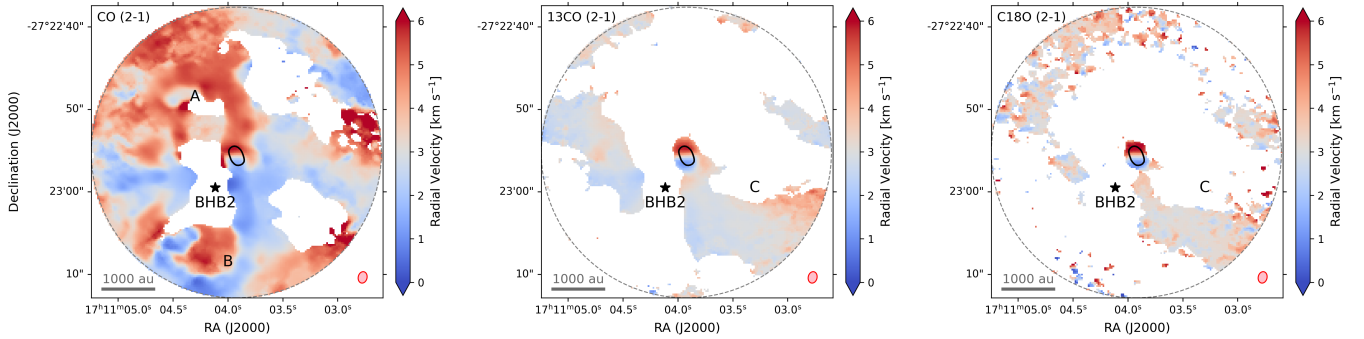 CO (2-1)
A
BHB2
B
1000 au
-27°22'40"
50"
23'00"
10"
17ʰ11ᵐ05.0ˢ 04.5ˢ 04.0ˢ 03.5ˢ 03.0ˢ
RA (J2000)
Declination (J2000)
6
5
4
3
2
1
0
Radial Velocity [km s⁻¹]
13CO (2-1)
BHB2
C
1000 au
-27°22'40"
50"
23'00"
10"
17ʰ11ᵐ05.0ˢ 04.5ˢ 04.0ˢ 03.5ˢ 03.0ˢ
RA (J2000)
6
5
4
3
2
1
0
Radial Velocity [km s⁻¹]
C18O (2-1)
BHB2
C
1000 au
-27°22'40"
50"
23'00"
10"
17ʰ11ᵐ05.0ˢ 04.5ˢ 04.0ˢ 03.5ˢ 03.0ˢ
RA (J2000)
6
5
4
3
2
1
0
Radial Velocity [km s⁻¹]